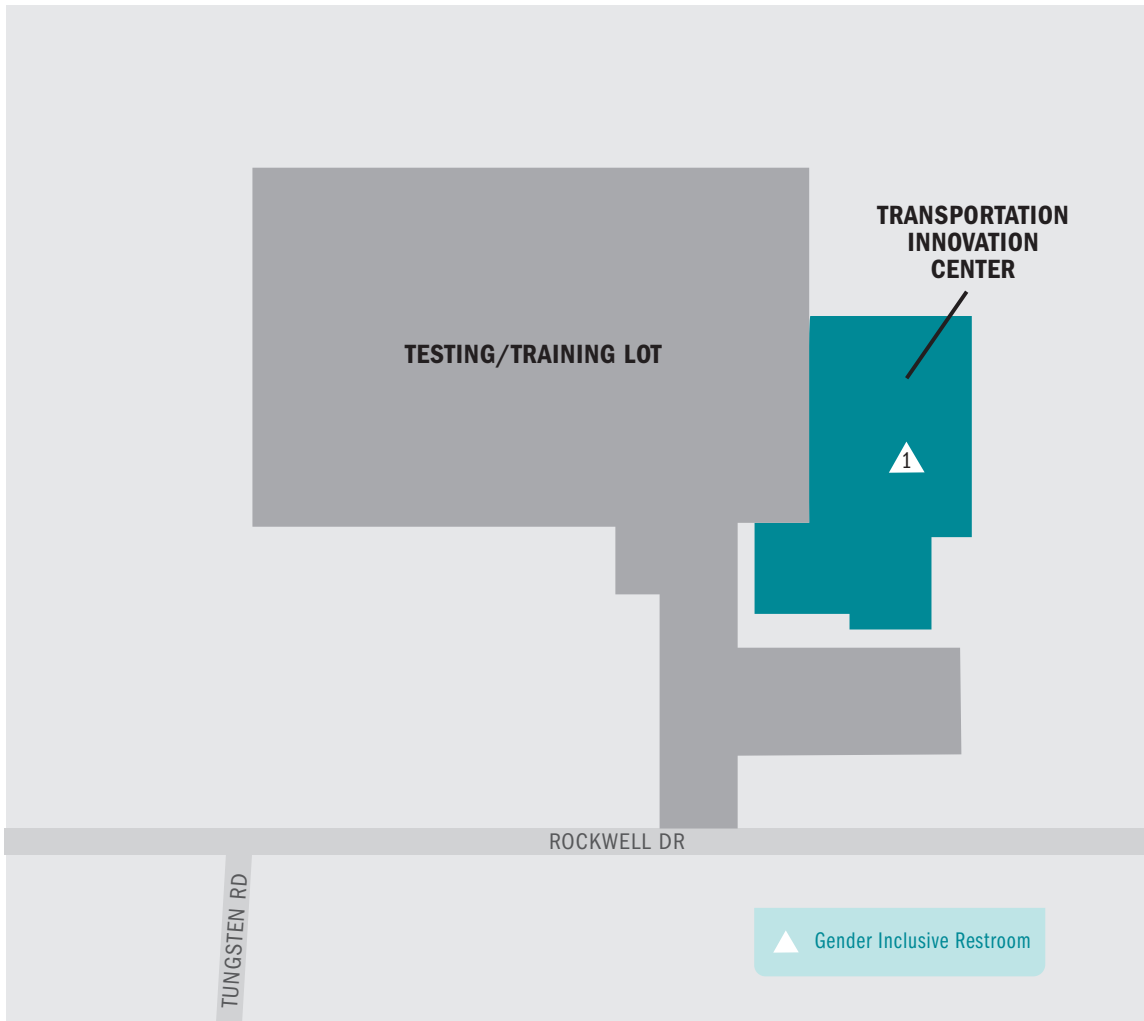 TRANSPORTATION
INNOVATION
CENTER
TESTING/TRAINING LOT
1
ROCKWELL DR
TUNGSTEN RD
Gender Inclusive Restroom